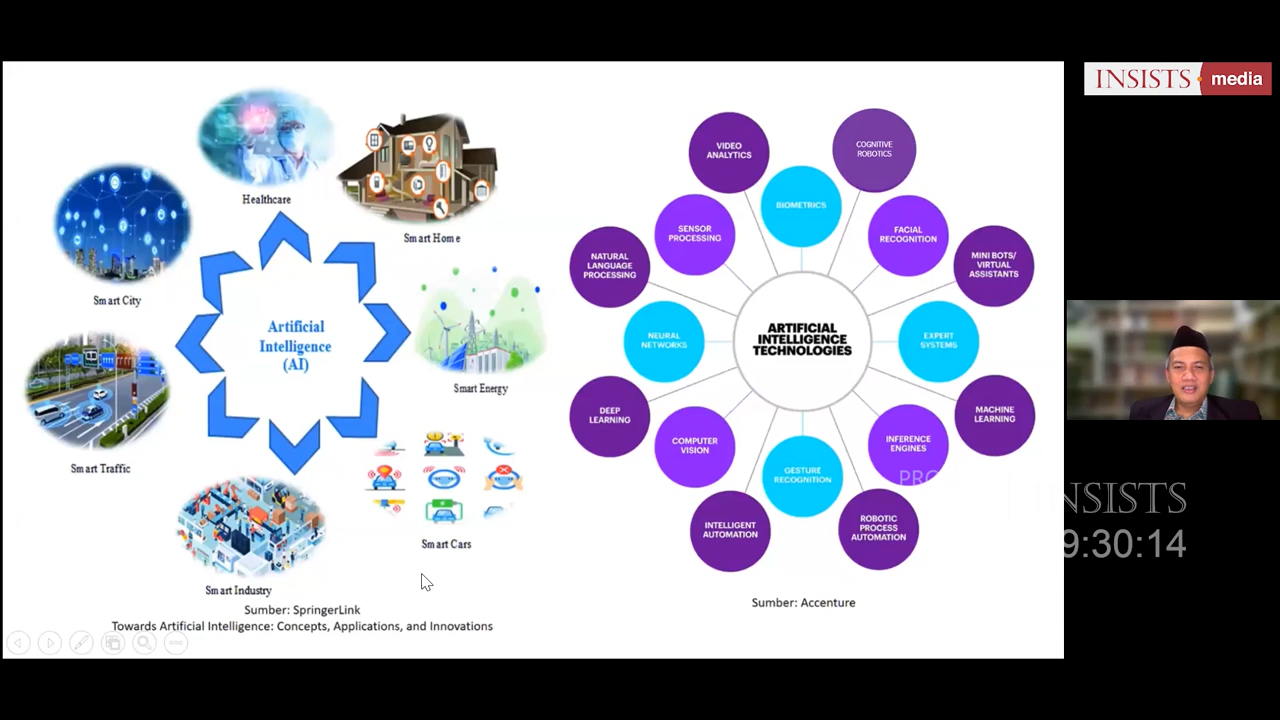 INSISTS media
Healthcare
Smart Home
Smart City
Artificial
Intelligence
(AI)
Smart Energy
Smart Traffic
Smart Cars
Smart Industry
Sumber: SpringerLink
Towards Artificial Intelligence: Concepts, Applications, and Innovations
VIDEO
ANALYTICS
COGNITIVE
ROBOTICS
BIOMETRICS
SENSOR
PROCESSING
FACIAL
RECOGNITION
NATURAL
LANGUAGE
PROCESSING
MINI BOTS/
VIRTUAL
ASSISTANTS
NEURAL
NETWORKS
ARTIFICIAL
INTELLIGENCE
TECHNOLOGIES
EXPERT
SYSTEMS
DEEP
LEARNING
MACHINE
LEARNING
COMPUTER
VISION
INFERENCE
ENGINES
GESTURE
RECOGNITION
INTELLIGENT
AUTOMATION
ROBOTIC
PROCESS
AUTOMATION
Sumber: Accenture
INSISTS
9:30:14